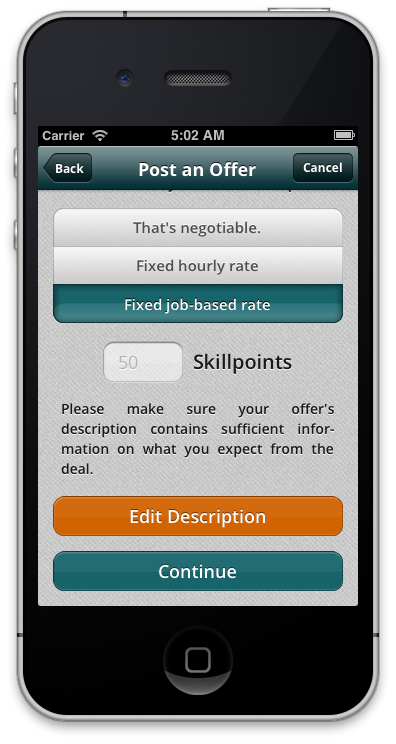 Carrier 5:02 AM
Back Post an Offer Cancel
That's negotiable.
Fixed hourly rate
Fixed job-based rate
50 Skillpoints
Please make sure your offer's
description contains sufficient infor-
mation on what you expect from the
deal.
Edit Description
Continue